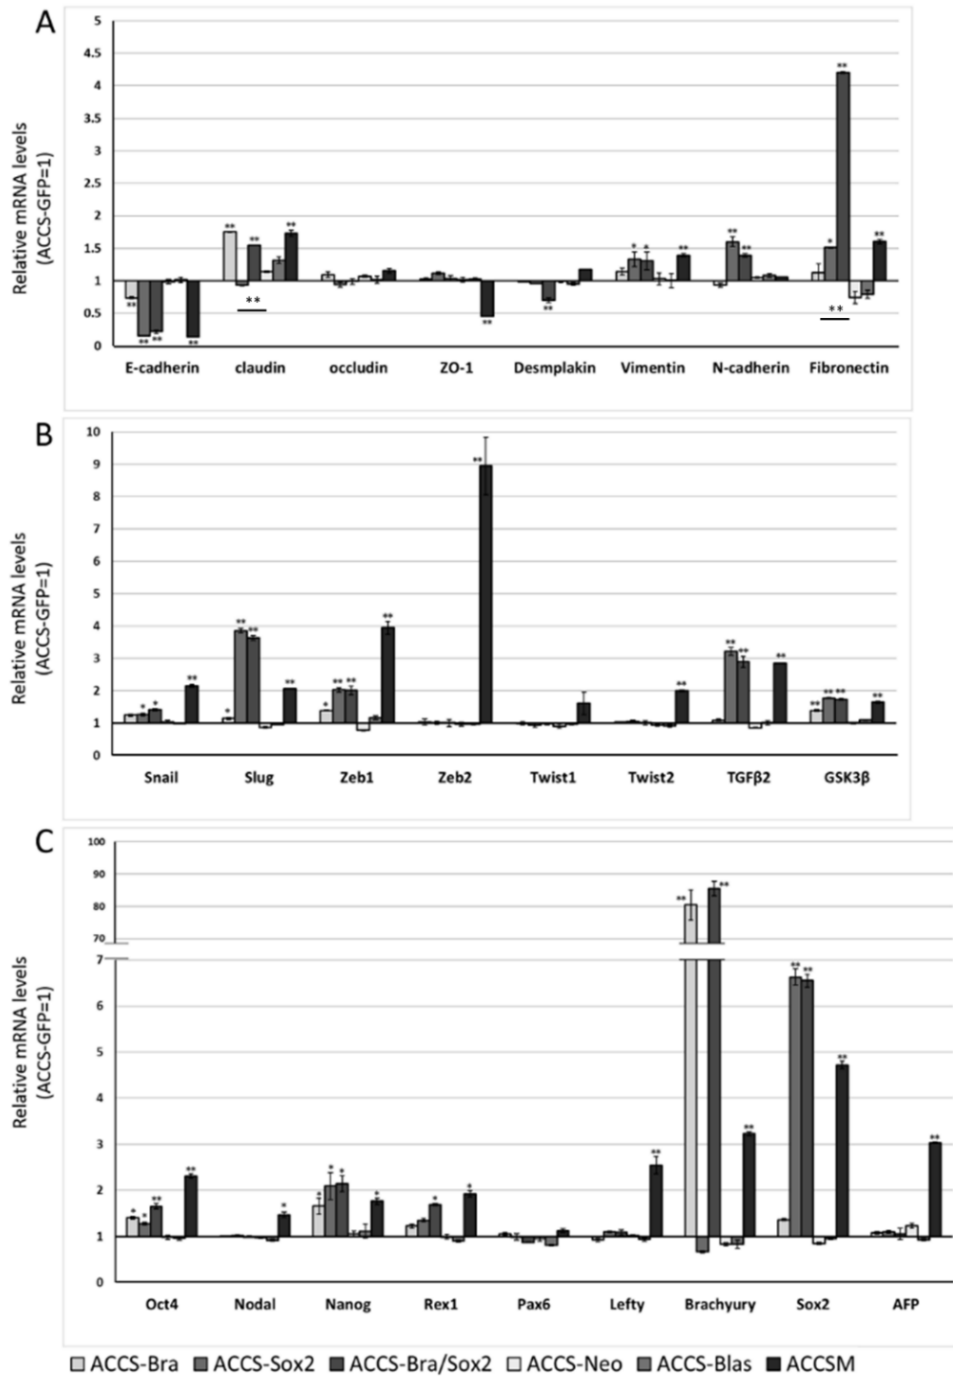 A
Relative mRNA levels
(ACCS-GFP=1)
5
4.5
4
3.5
3
2.5
2
1.5
1
0.5
0
** ** ** **
** ** **
**
**
**
* * **
** **
* ** **
**
E-cadherin claudin occludin ZO-1 Desmplakin Vimentin N-cadherin Fibronectin
B
Relative mRNA levels
(ACCS-GFP=1)
10
9
8
7
6
5
4
3
2
1
0
* * **
* ** ** **
* ** ** **
**
**
** ** **
** ** ** **
Snail Slug Zeb1 Zeb2 Twist1 Twist2 TGFβ2 GSK3β
C
Relative mRNA levels
(ACCS-GFP=1)
100
90
80
70
7
6
5
4
3
2
1
0
* * ** **
*
* * * *
* *
**
** ** **
** ** **
**
Oct4 Nodal Nanog Rex1 Pax6 Lefty Brachyury Sox2 AFP
ACCS-Bra ACCS-Sox2 ACCS-Bra/Sox2 ACCS-Neo ACCS-Blas ACCSM